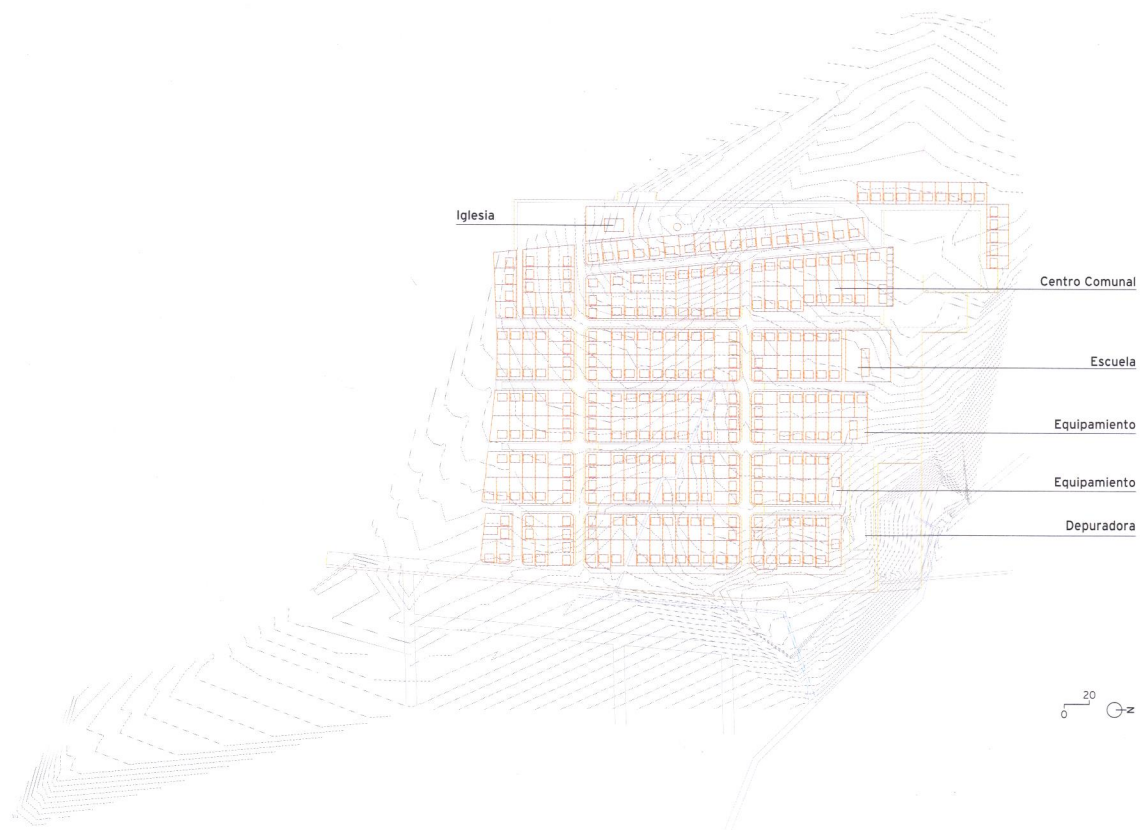 Iglesia
Centro Comunal
Escuela
Equipamiento
Equipamiento
Depuradora
20
0
N